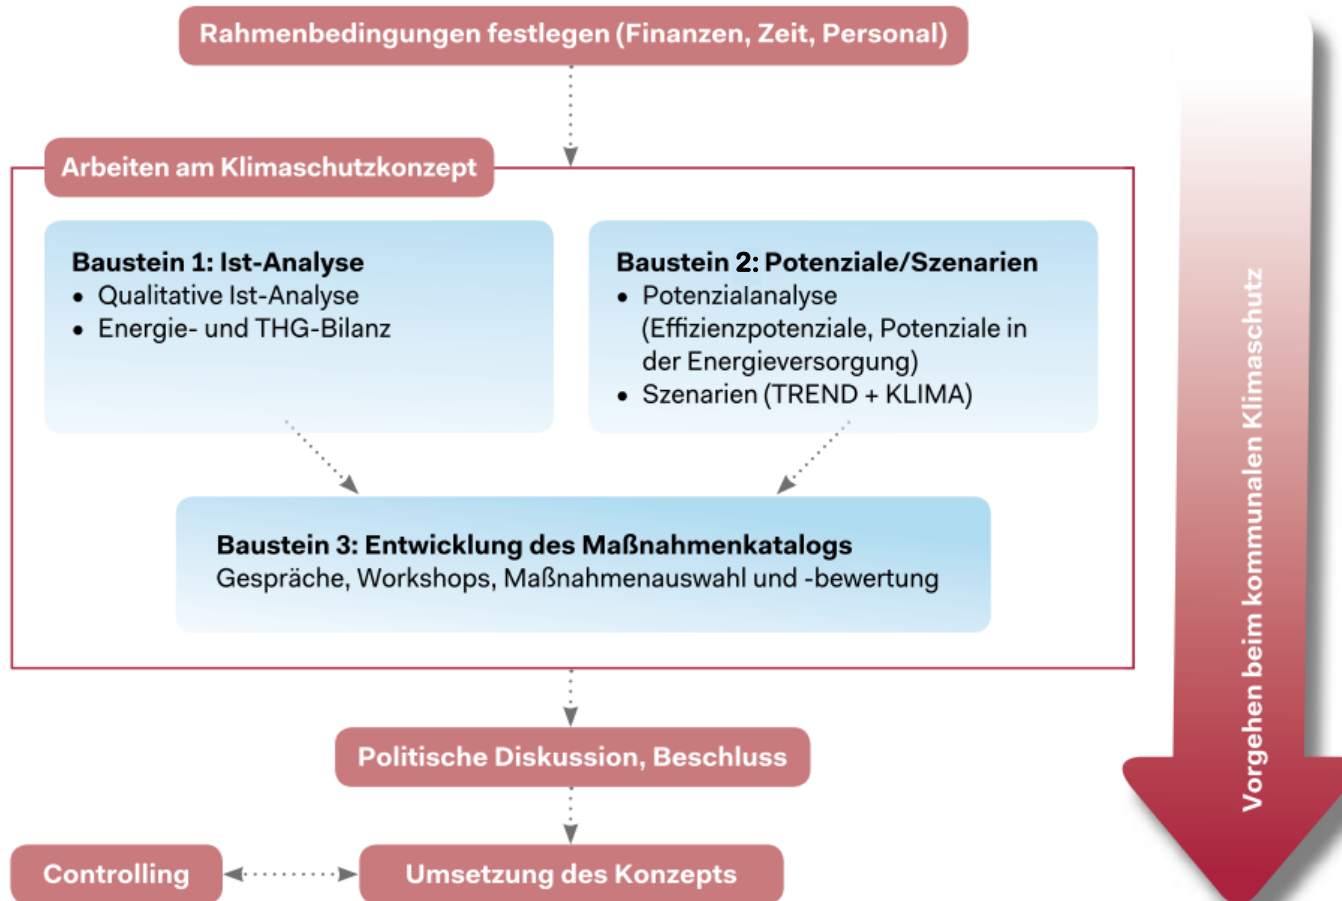 Rahmenbedingungen festlegen (Finanzen, Zeit, Personal)
Arbeiten am Klimaschutzkonzept
Baustein 1: Ist-Analyse
• Qualitative Ist-Analyse
• Energie- und THG-Bilanz
Baustein 2: Potenziale/Szenarien
• Potenzialanalyse
(Effizienzpotenziale, Potenziale in
der Energieversorgung)
• Szenarien (TREND + KLIMA)
Baustein 3: Entwicklung des Maßnahmenkatalogs
Gespräche, Workshops, Maßnahmenauswahl und -bewertung
Politische Diskussion, Beschluss
Controlling
Umsetzung des Konzepts
Vorgehen beim kommunalen Klimaschutz